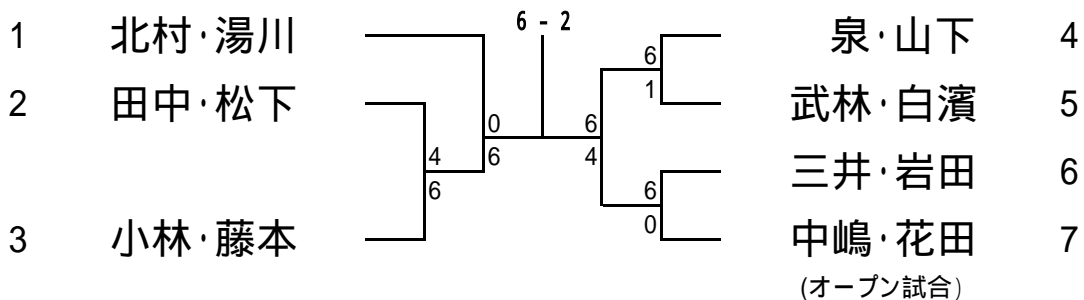 6 - 2
1 北村・湯川
2 田中・松下
3 小林・藤本
4
6
0
6
6
4
6
1
6
0
泉・山下 4
武林・白濱 5
三井・岩田 6
中嶋・花田 7
(オープン試合)